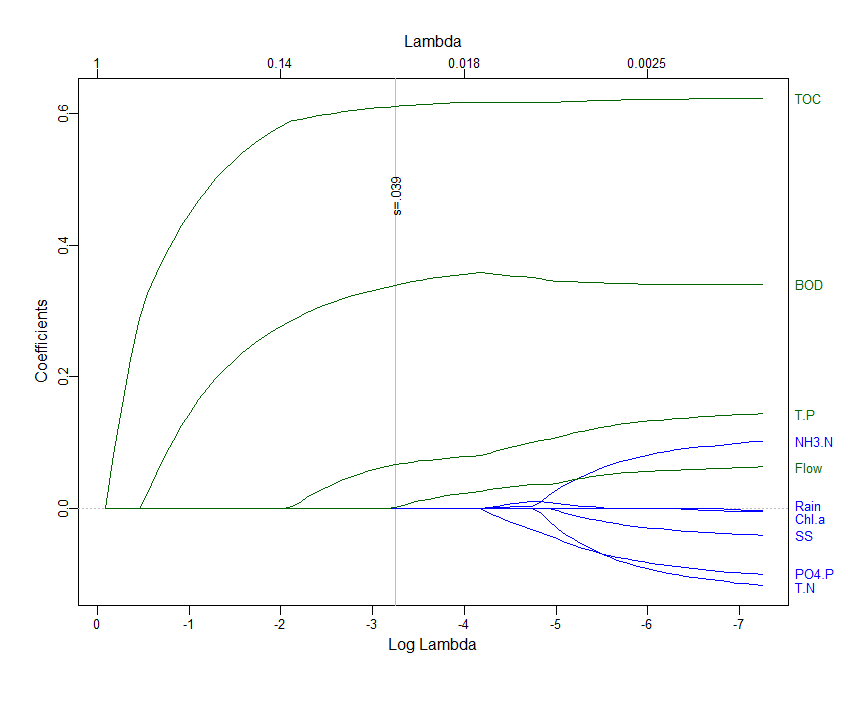 Lambda
1 0.14 0.018 0.0025
TOC
BOD
T.P
NH3.N
Flow
Rain
Chl.a
SS
PO4.P
T.N
s=.039
Coefficients
0.6
0.4
0.2
0.0
0 -1 -2 -3 -4 -5 -6 -7
Log Lambda